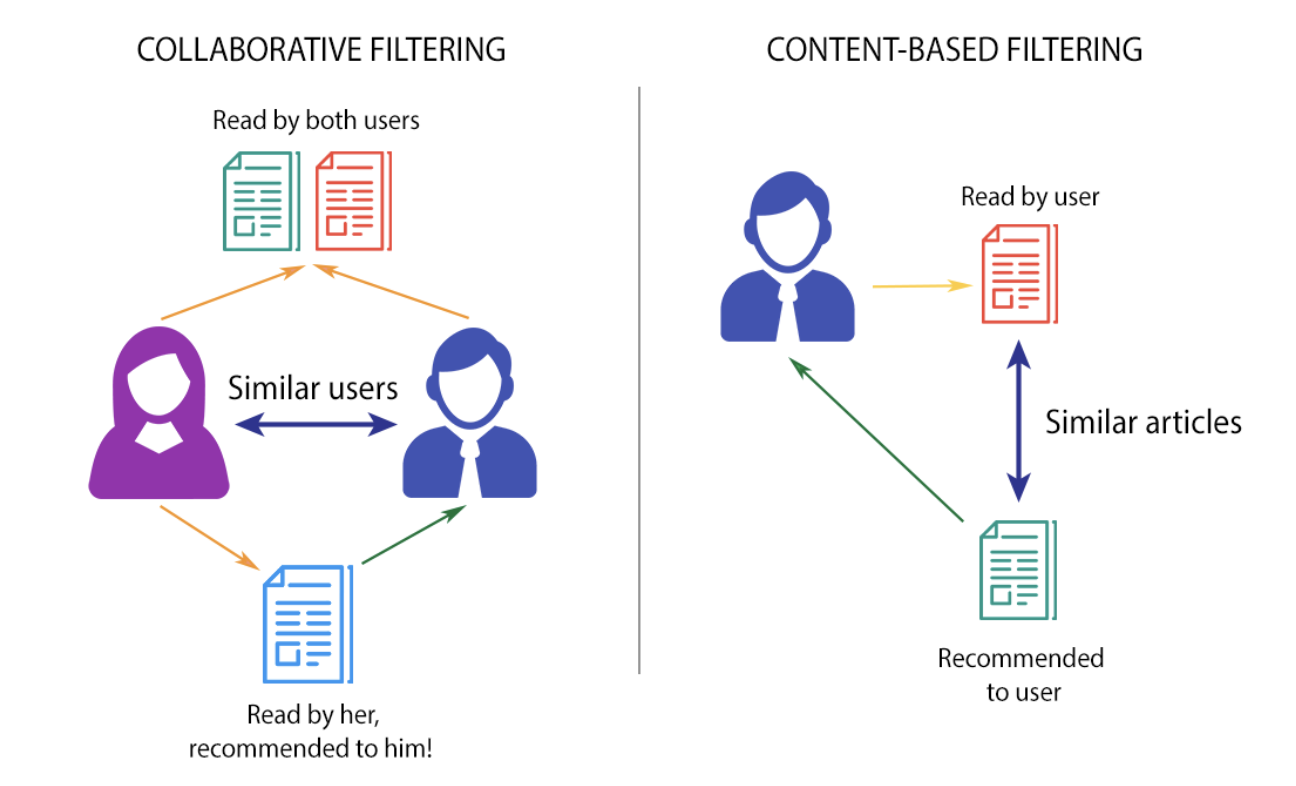 COLLABORATIVE FILTERING
Read by both users
Similar users
Read by her,
recommended to him!
CONTENT-BASED FILTERING
Read by user
Similar articles
Recommended
to user